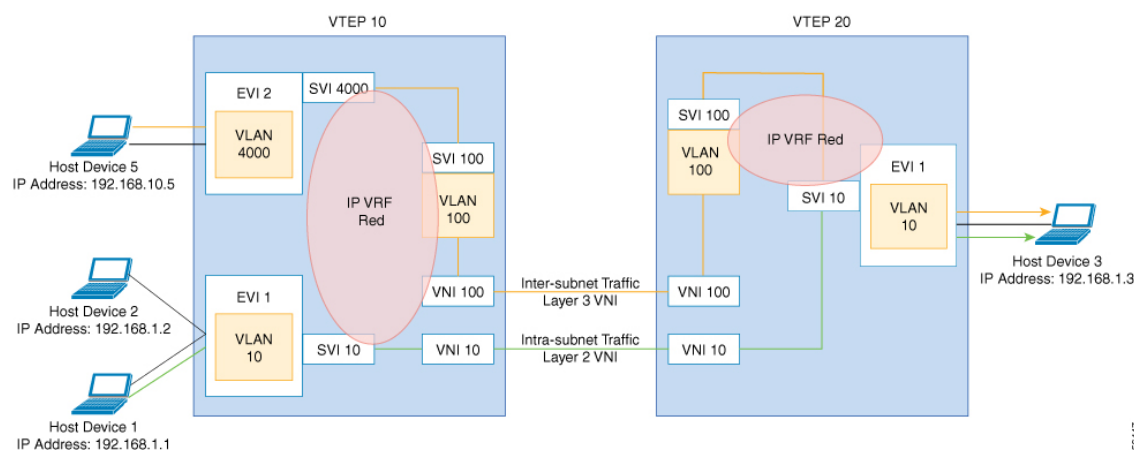 VTEP 10
VTEP 20
EVI 2
SVI 4000
VLAN
4000
Host Device 5
IP Address: 192.168.10.5
SVI 100
VLAN
100
IP VRF
Red
Host Device 2
IP Address: 192.168.1.2
EVI 1
VLAN
10
SVI 10
VNI 100
VNI 10
Host Device 1
IP Address: 192.168.1.1
Inter-subnet Traffic
Layer 3 VNI
Intra-subnet Traffic
Layer 2 VNI
SVI 100
VLAN
100
IP VRF Red
EVI 1
SVI 10
VLAN
10
VNI 100
VNI 10
Host Device 3
IP Address: 192.168.1.3